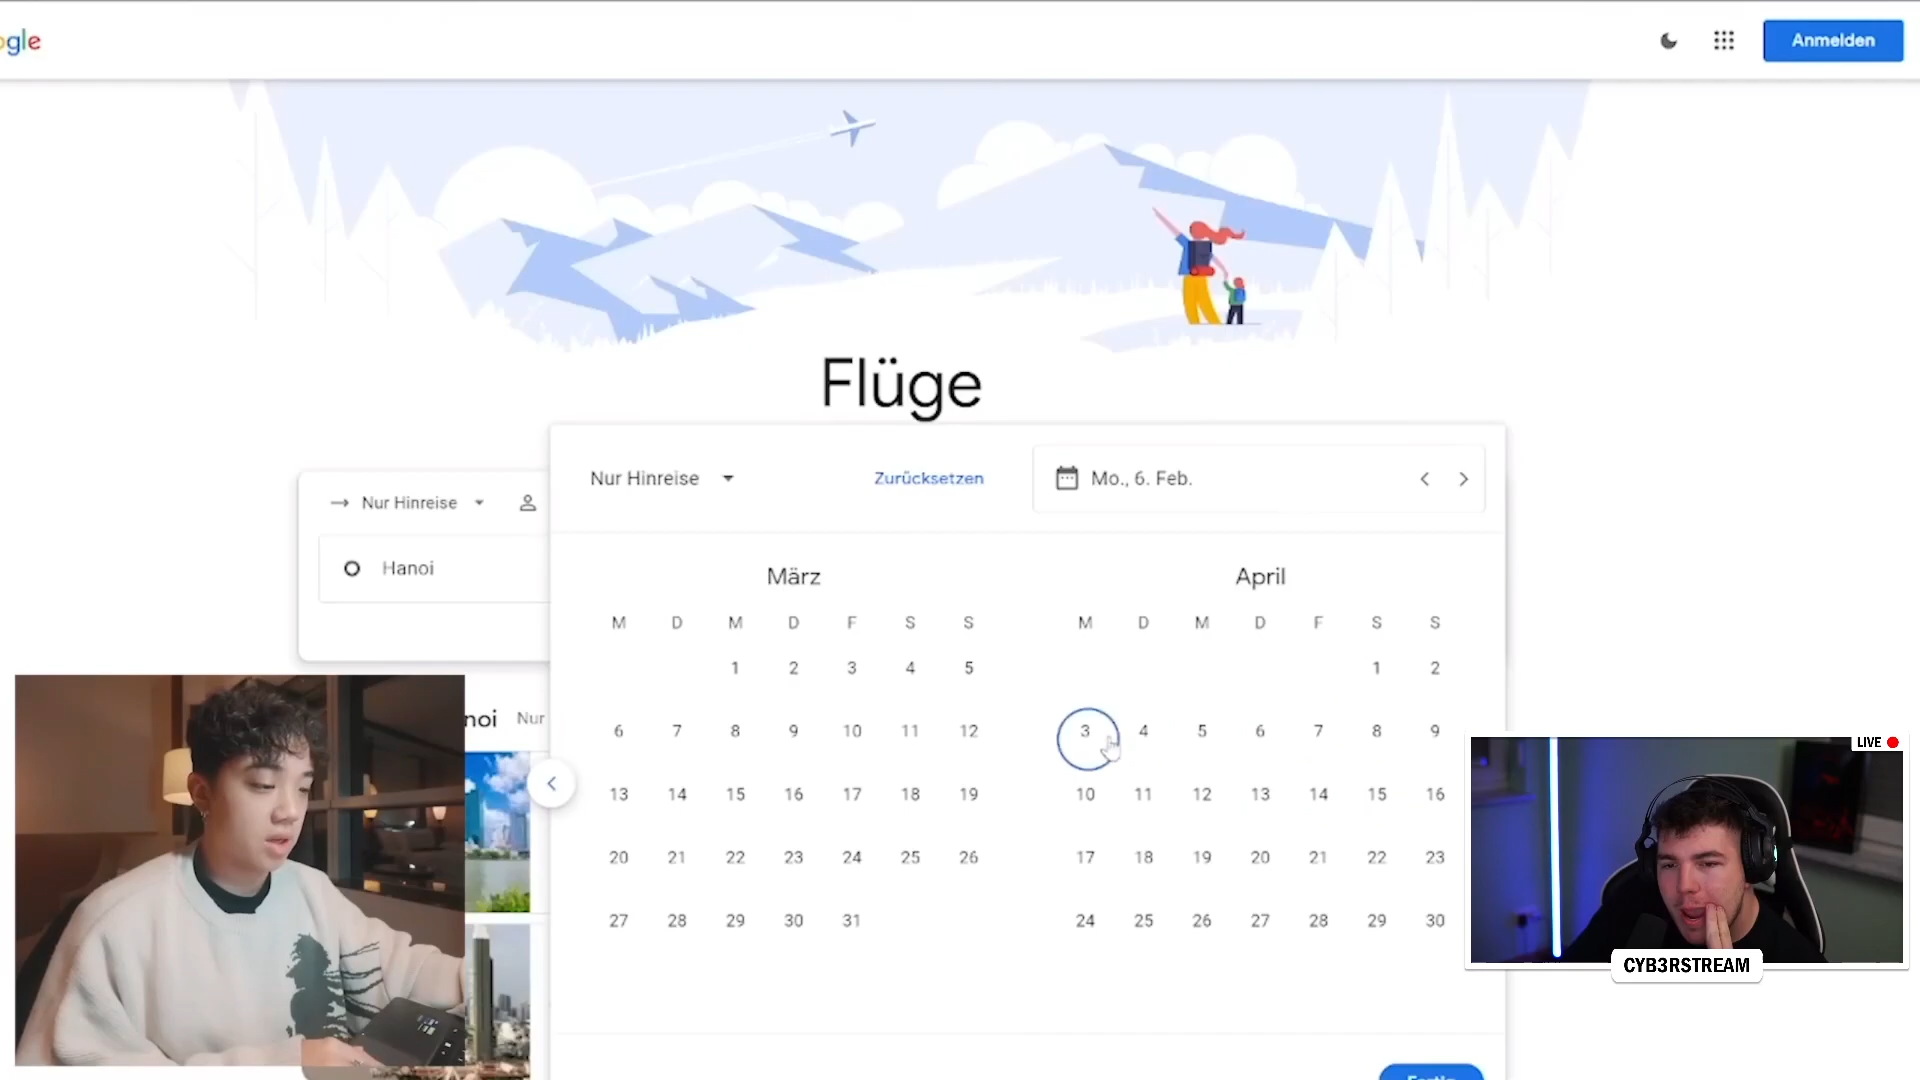 ogle
Anmelden
Flüge
Nur Hinreise
Zurücksetzen
Mo., 6. Feb.
Nur Hinreise
Hanoi
März
April
M D M D F S S
M D M D F S S
1 2 3 4 5
1 2
6 7 8 9 10 11 12
3 4 5 6 7 8 9
13 14 15 16 17 18 19
10 11 12 13 14 15 16
20 21 22 23 24 25 26
17 18 19 20 21 22 23
27 28 29 30 31
24 25 26 27 28 29 30
noi Nur
LIVE
CYB3RSTREAM